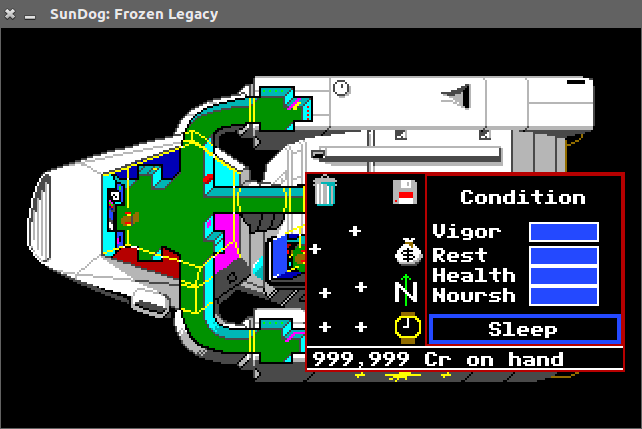 SunDog: Frozen Legacy
Condition
Vigor
Rest
Health
Noursh
N
Sleep
999,999 Cr on hand